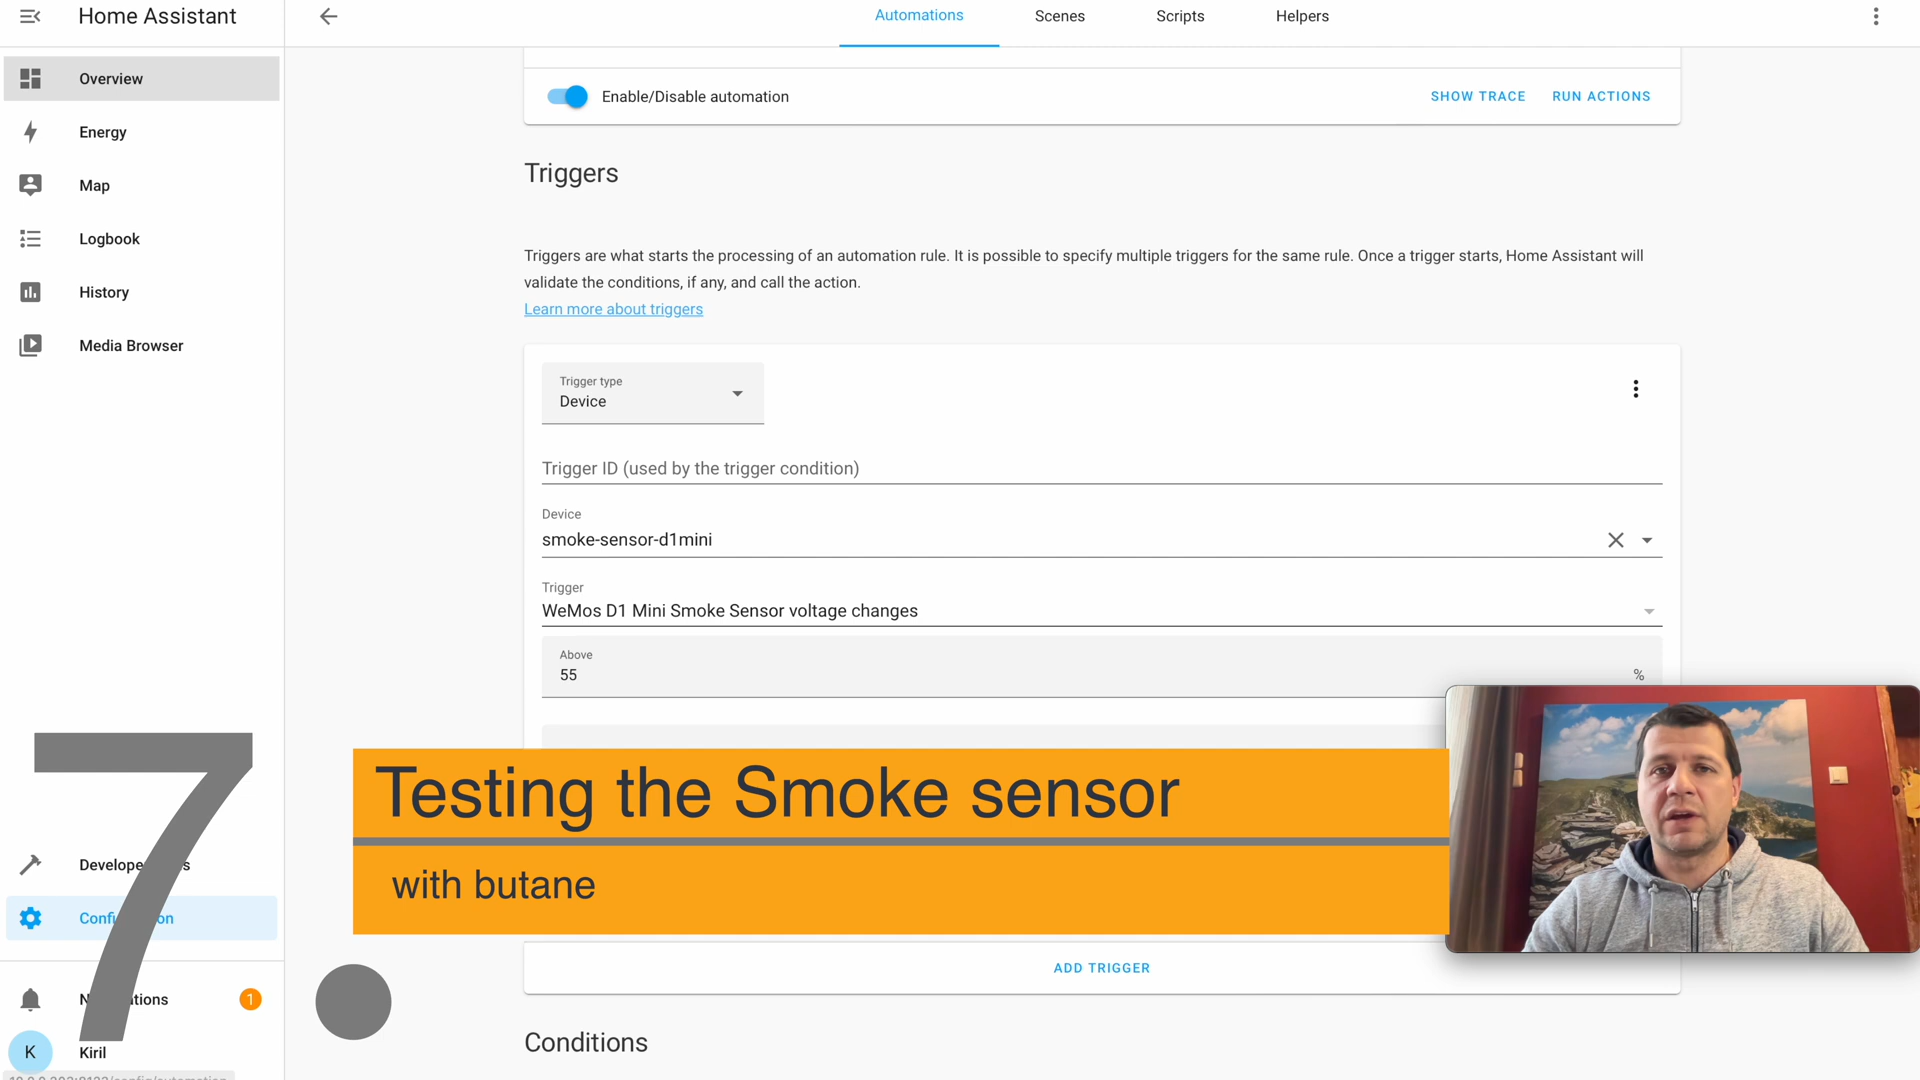 Home Assistant
Automations
Scenes
Scripts
Helpers
Overview
Energy
Map
Logbook
History
Media Browser
Enable/Disable automation
SHOW TRACE
RUN ACTIONS
Triggers
Triggers are what starts the processing of an automation rule. It is possible to specify multiple triggers for the same rule. Once a trigger starts, Home Assistant will
validate the conditions, if any, and call the action.
Learn more about triggers
Trigger type
Device
Trigger ID (used by the trigger condition)
Device
smoke-sensor-d1mini
Trigger
WeMos D1 Mini Smoke Sensor voltage changes
Above
55
%
7.
Testing the Smoke sensor
with butane
ADD TRIGGER
Conditions
1
K
Kiril